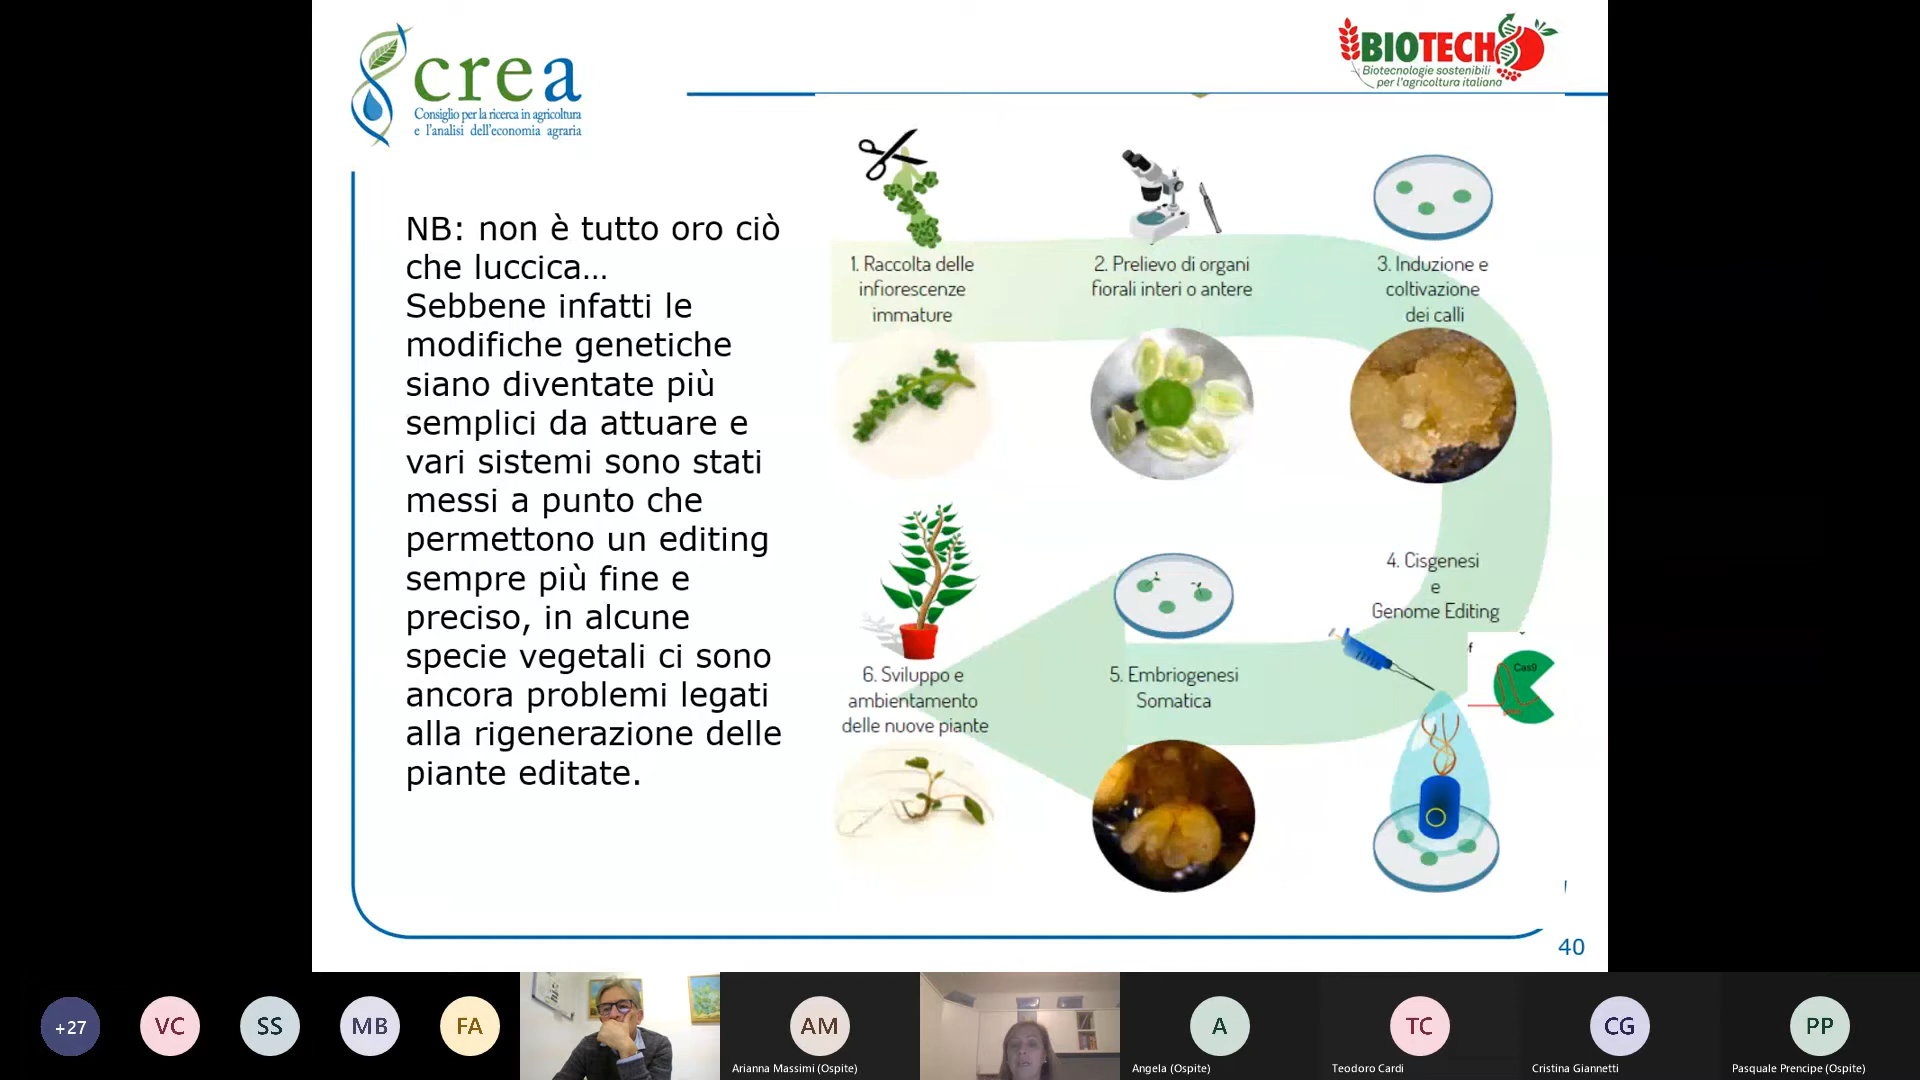 crea
Consiglio per la ricerca in agricoltura
e l'analisi dell'economia agraria
BIOTECH
Biotecnologie sostenibili
per l'agricoltura italiana
NB: non è tutto oro ciò
che luccica...
Sebbene infatti le
modifiche genetiche
siano diventate più
semplici da attuare e
vari sistemi sono stati
messi a punto che
permettono un editing
sempre più fine e
preciso, in alcune
specie vegetali ci sono
ancora problemi legati
alla rigenerazione delle
piante editate.
1. Raccolta delle
infiorescenze
immature
2. Prelievo di organi
fiorali interi o antere
3. Induzione e
coltivazione
dei calli
4. Cisgenesi
e
Genome Editing
f
Cas9
5. Embriogenesi
Somatica
6. Sviluppo e
ambientamento
delle nuove piante
40
+27
VC
SS
MB
FA
AM
Arianna Massimi (Ospite)
A
Angela (Ospite)
TC
Teodoro Cardi
CG
Cristina Giannetti
PP
Pasquale Prencipe (Ospite)